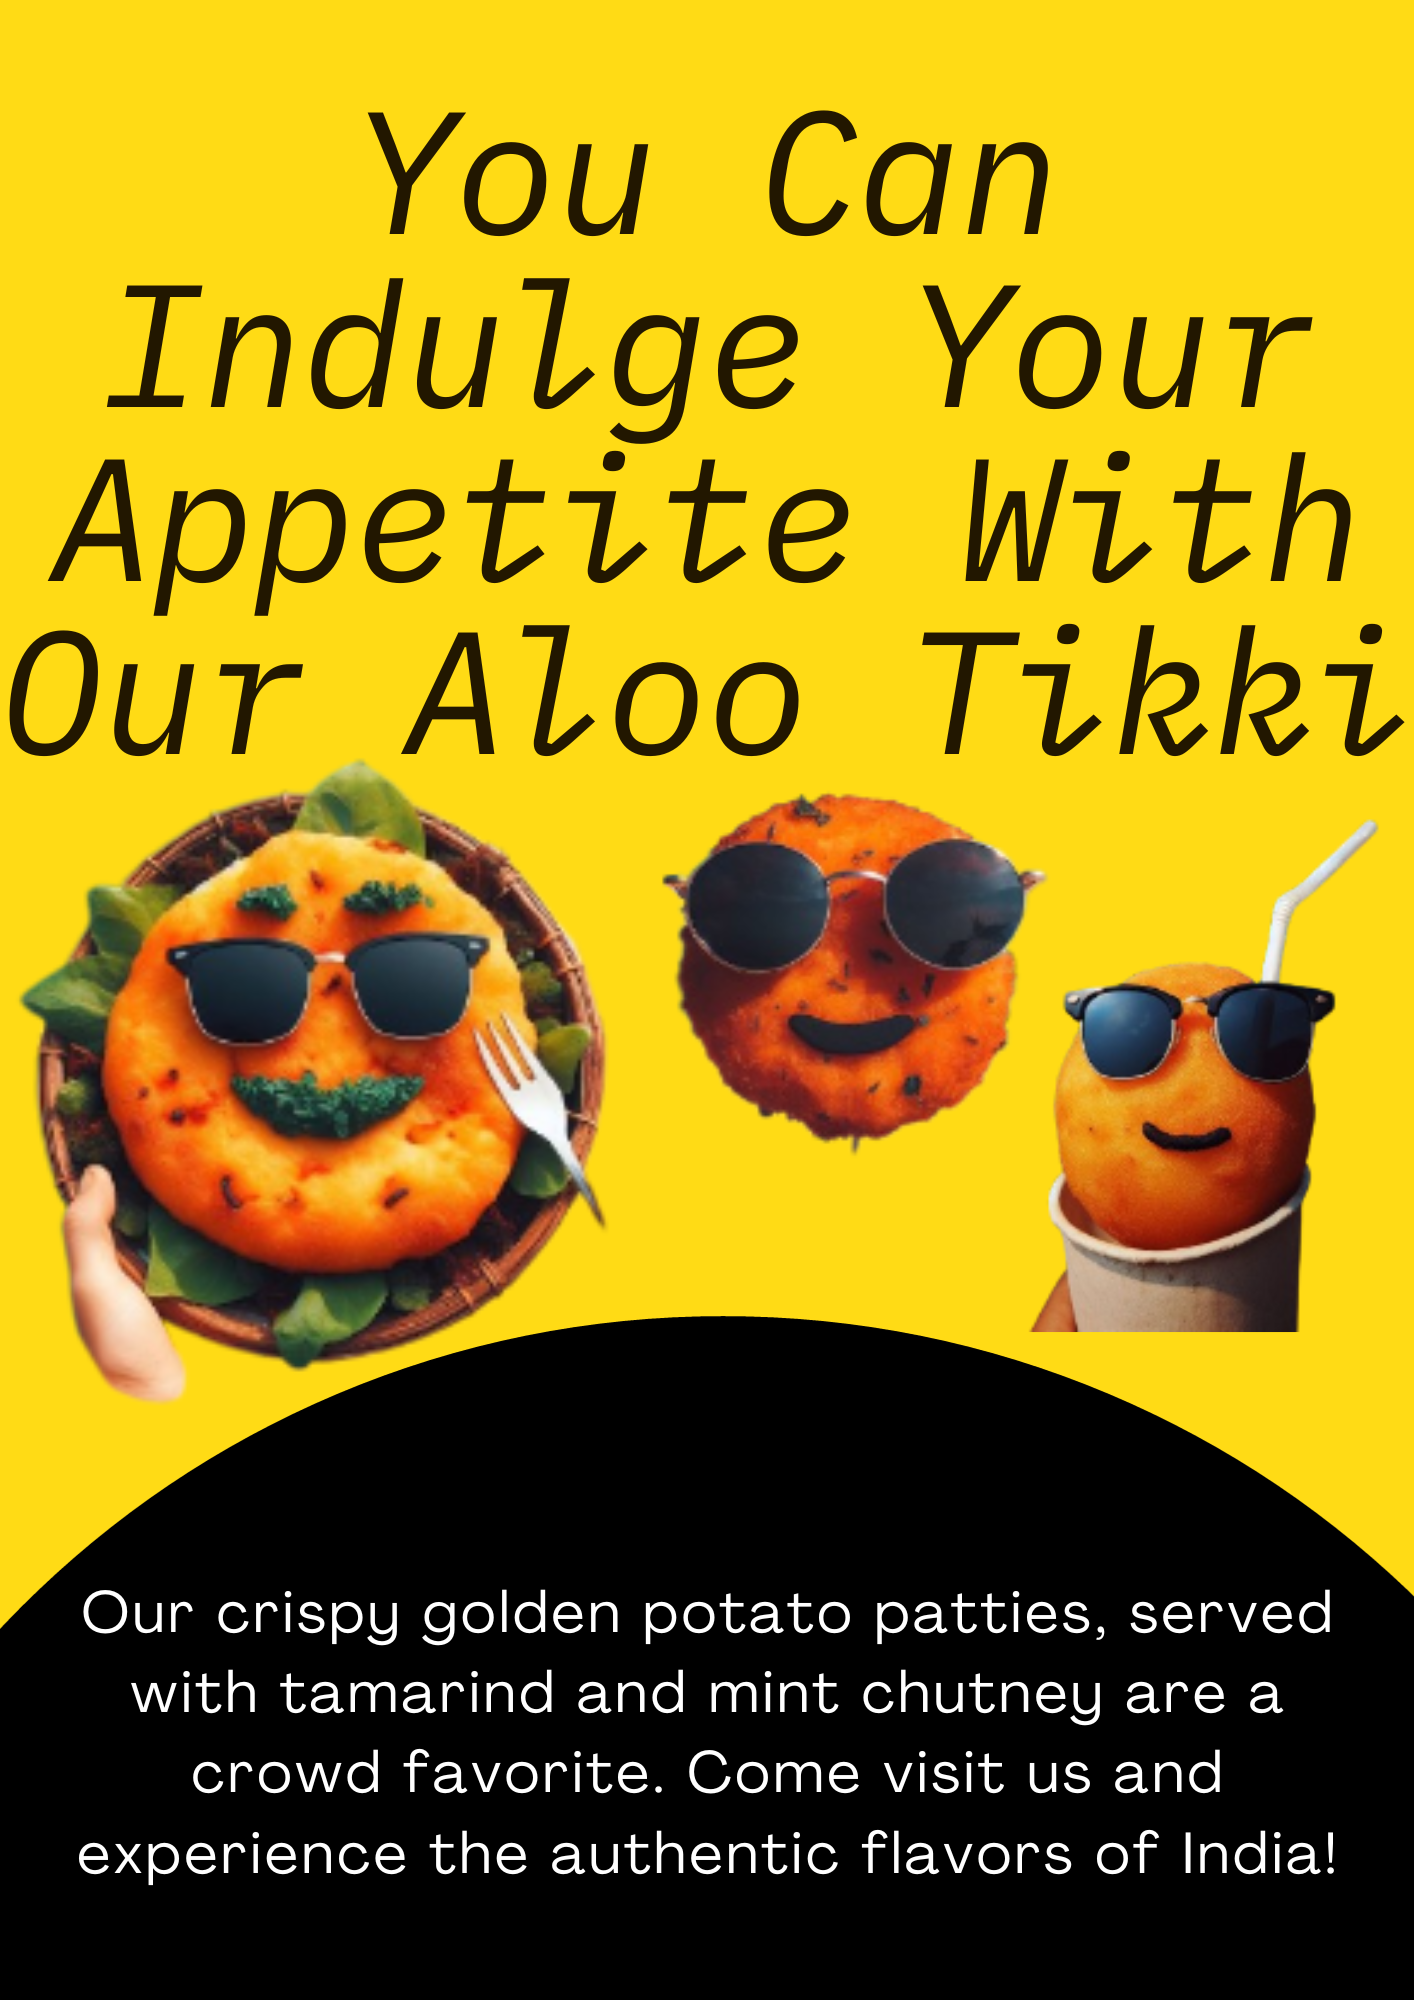 You Can
Indulge Your
Appetite With
Our Aloo Tikki
Our crispy golden potato patties, served
with tamarind and mint chutney are a
crowd favorite. Come visit us and
experience the authentic flavors of India!